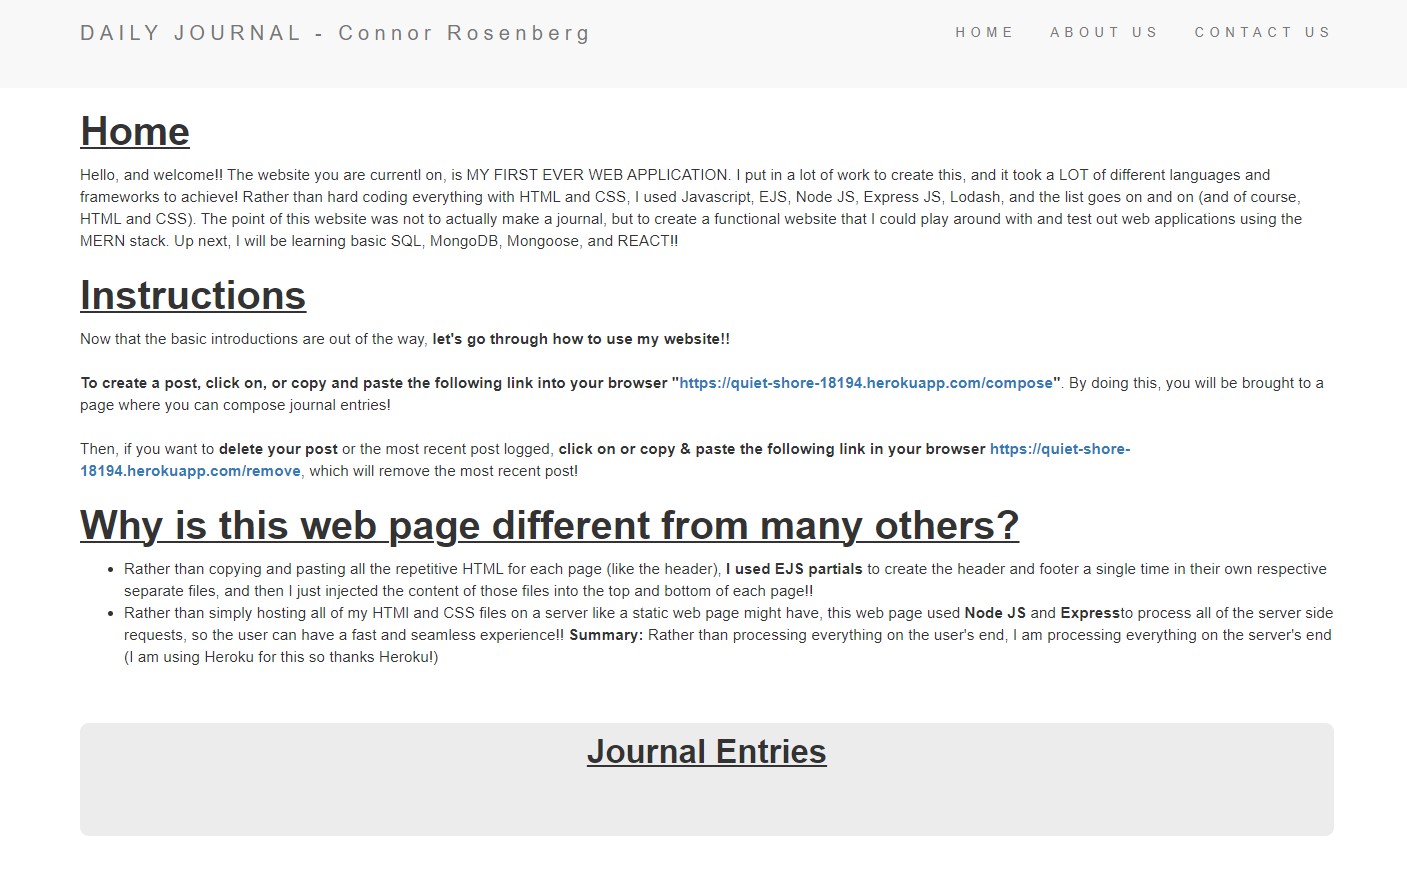 DAILY JOURNAL - Connor Rosenberg
HOME ABOUT US CONTACT US
Home
Hello, and welcome!! The website you are currentl on, is MY FIRST EVER WEB APPLICATION. I put in a lot of work to create this, and it took a LOT of different languages and
frameworks to achieve! Rather than hard coding everything with HTML and CSS, I used Javascript, EJS, Node JS, Express JS, Lodash, and the list goes on and on (and of course,
HTML and CSS). The point of this website was not to actually make a journal, but to create a functional website that I could play around with and test out web applications using the
MERN stack. Up next, I will be learning basic SQL, MongoDB, Mongoose, and REACT!!
Instructions
Now that the basic introductions are out of the way, let's go through how to use my website!!
To create a post, click on, or copy and paste the following link into your browser "https://quiet-shore-18194.herokuapp.com/compose". By doing this, you will be brought to a
page where you can compose journal entries!
Then, if you want to delete your post or the most recent post logged, click on or copy & paste the following link in your browser https://quiet-shore-
18194.herokuapp.com/remove, which will remove the most recent post!
Why is this web page different from many others?
• Rather than copying and pasting all the repetitive HTML for each page (like the header), I used EJS partials to create the header and footer a single time in their own respective
separate files, and then I just injected the content of those files into the top and bottom of each page!!
• Rather than simply hosting all of my HTMl and CSS files on a server like a static web page might have, this web page used Node JS and Expressto process all of the server side
requests, so the user can have a fast and seamless experience!! Summary: Rather than processing everything on the user's end, I am processing everything on the server's end
(I am using Heroku for this so thanks Heroku!)
Journal Entries